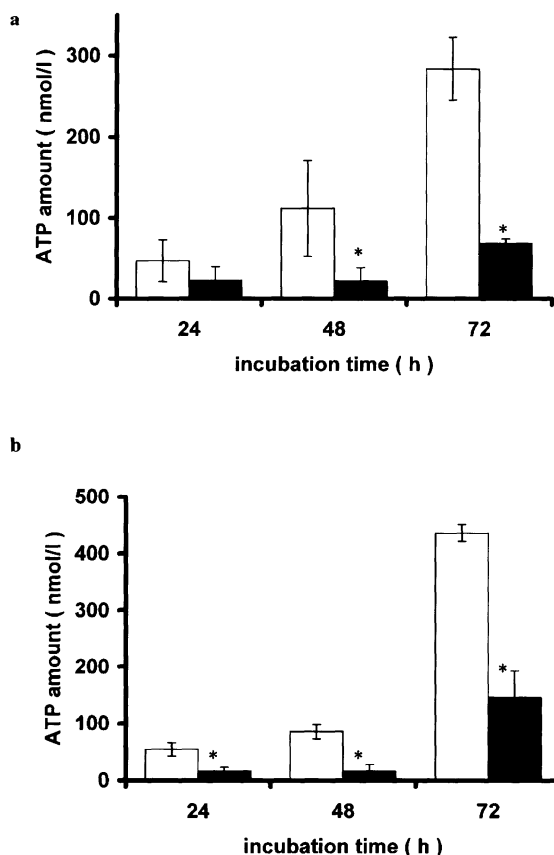 a
ATP amount ( nmol/l )
300
200
100
0
*
*
24 48 72
incubation time ( h )
b
ATP amount ( nmol/l )
500
400
300
200
100
0
*
*
*
24 48 72
incubation time ( h )